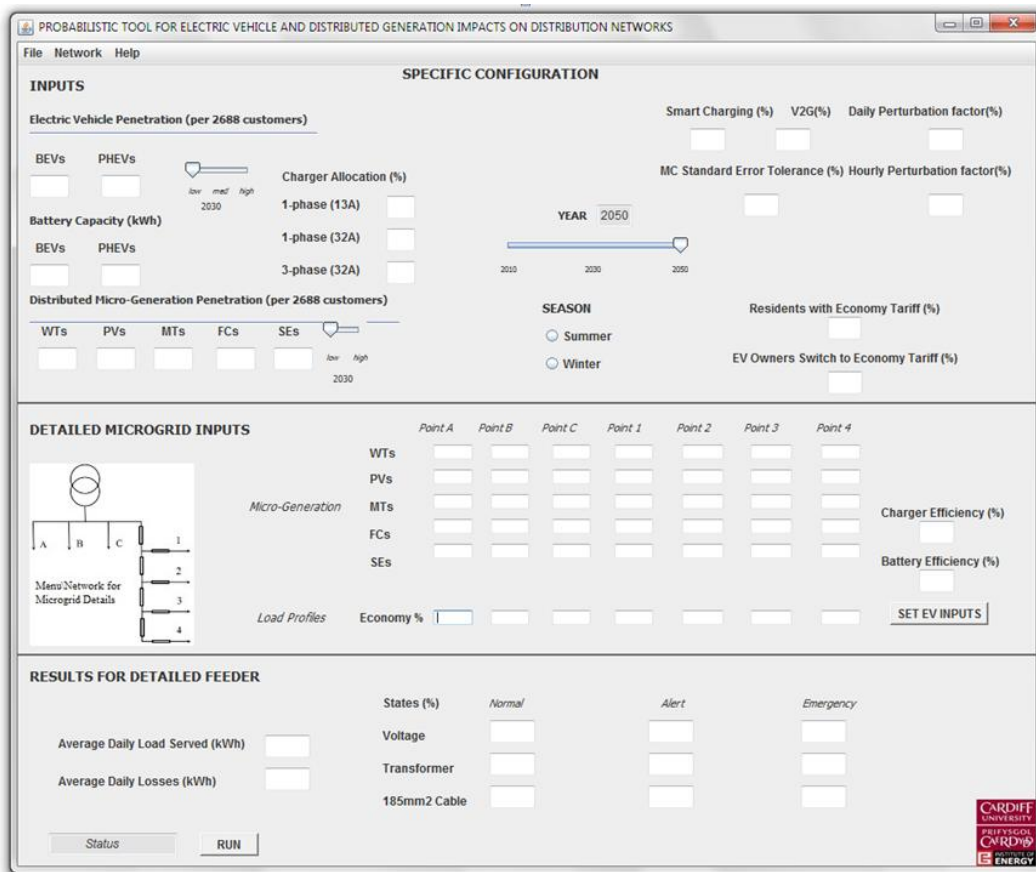 PROBABILISTIC TOOL FOR ELECTRIC VEHICLE AND DISTRIBUTED GENERATION IMPACTS ON DISTRIBUTION NETWORKS
File Network Help
SPECIFIC CONFIGURATION
INPUTS
Electric Vehicle Penetration (per 2688 customers)
BEVs PHEVs
low med high
2030
Battery Capacity (kWh)
BEVs PHEVs
Charger Allocation (%)
1-phase (13A)
1-phase (32A)
3-phase (32A)
Smart Charging (%) V2G(%) Daily Perturbation factor(%)
MC Standard Error Tolerance (%) Hourly Perturbation factor(%)
YEAR 2050
2010 2030 2050
Distributed Micro-Generation Penetration (per 2688 customers)
WTs PVs MTs FCs SEs
low high
2030
SEASON
Summer
Winter
Residents with Economy Tariff (%)
EV Owners Switch to Economy Tariff (%)
DETAILED MICROGRID INPUTS
Point A Point B Point C Point 1 Point 2 Point 3 Point 4
WTs
PVs
Micro-Generation MTs
FCs
SEs
Load Profiles Economy %
A B C
1
2
3
4
Menu\Network for
Microgrid Details
Charger Efficiency (%)
Battery Efficiency (%)
SET EV INPUTS
RESULTS FOR DETAILED FEEDER
States (%) Normal Alert Emergency
Voltage
Transformer
185mm2 Cable
Average Daily Load Served (kWh)
Average Daily Losses (kWh)
Status RUN
CARDIFF
UNIVERSITY
PRIFYSGOL
CAERDYDD
INSTITUTE OF
ENERGY